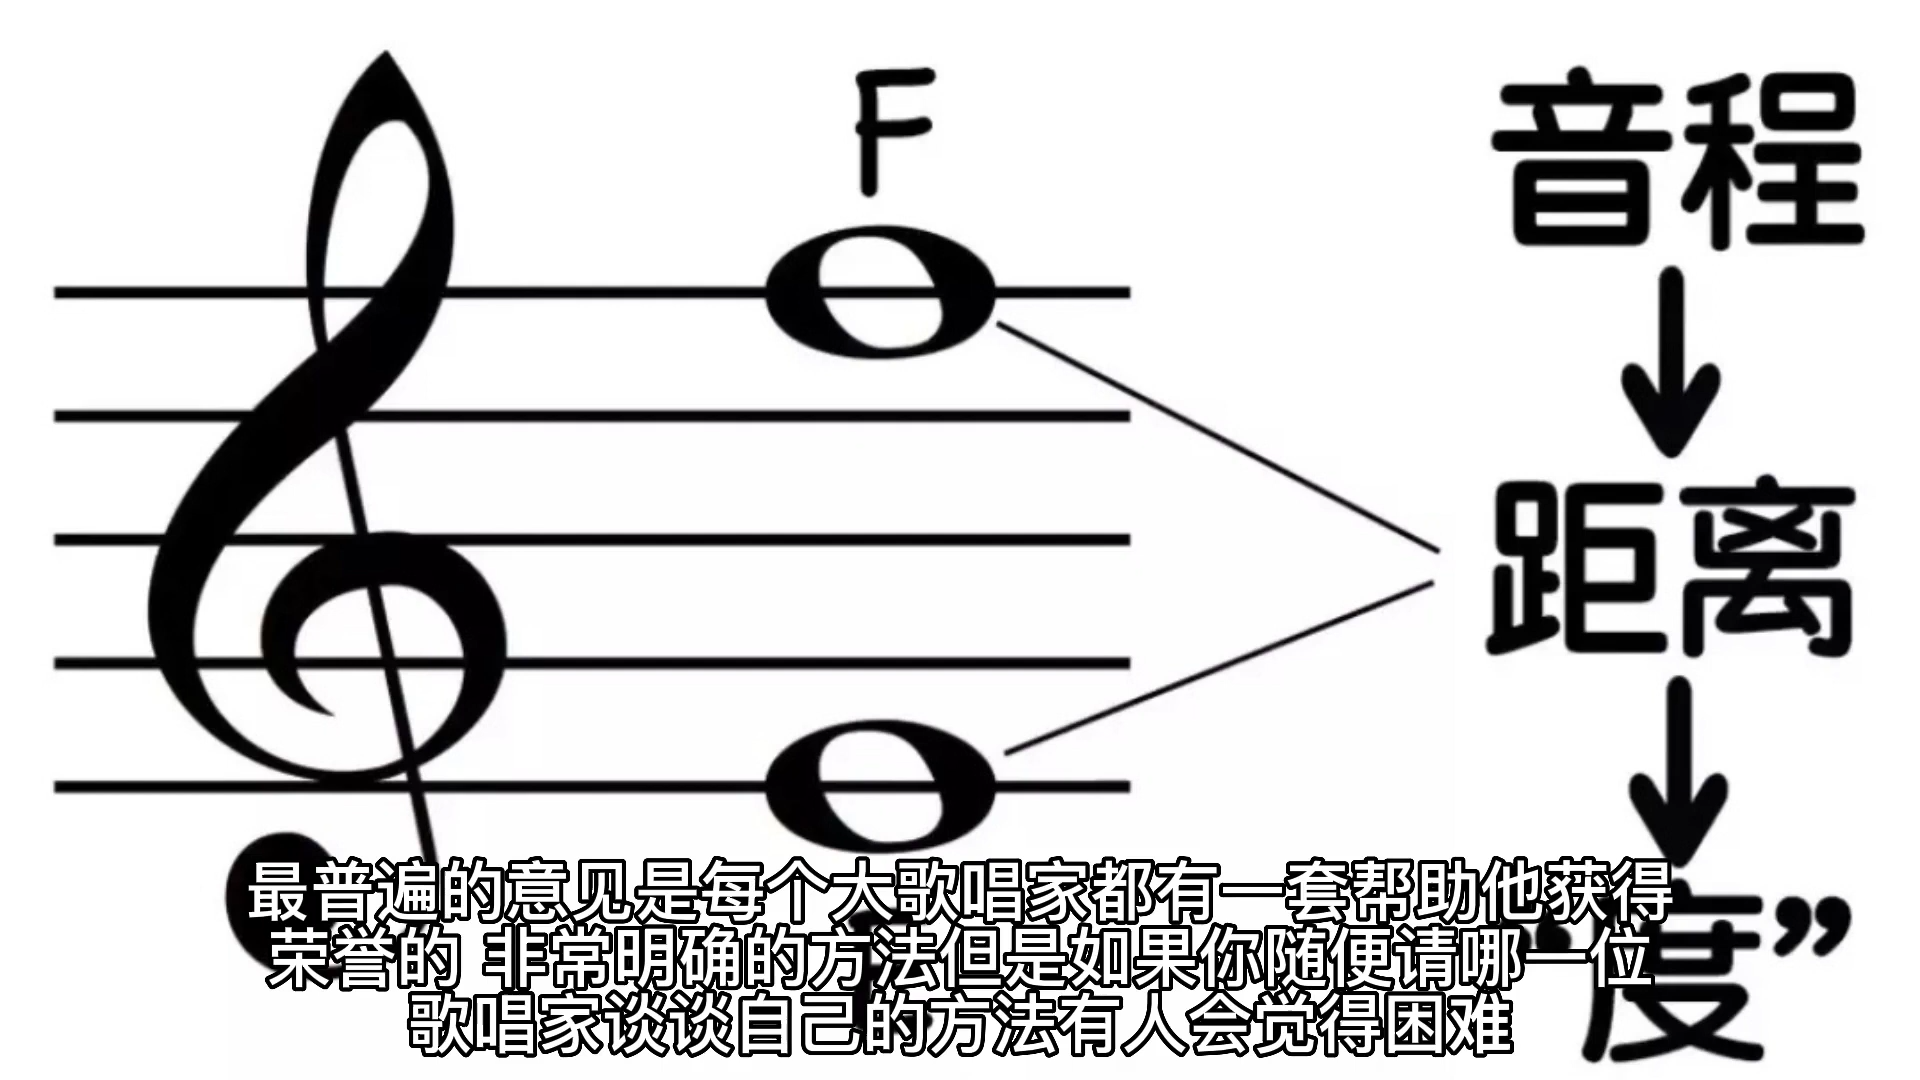 F
音程
距离
度”
最普遍的意见是每个大歌唱家都有一套帮助他获得
荣誉的 非常明确的方法但是如果你随便请哪一位
歌唱家谈谈自己的方法有人会觉得困难